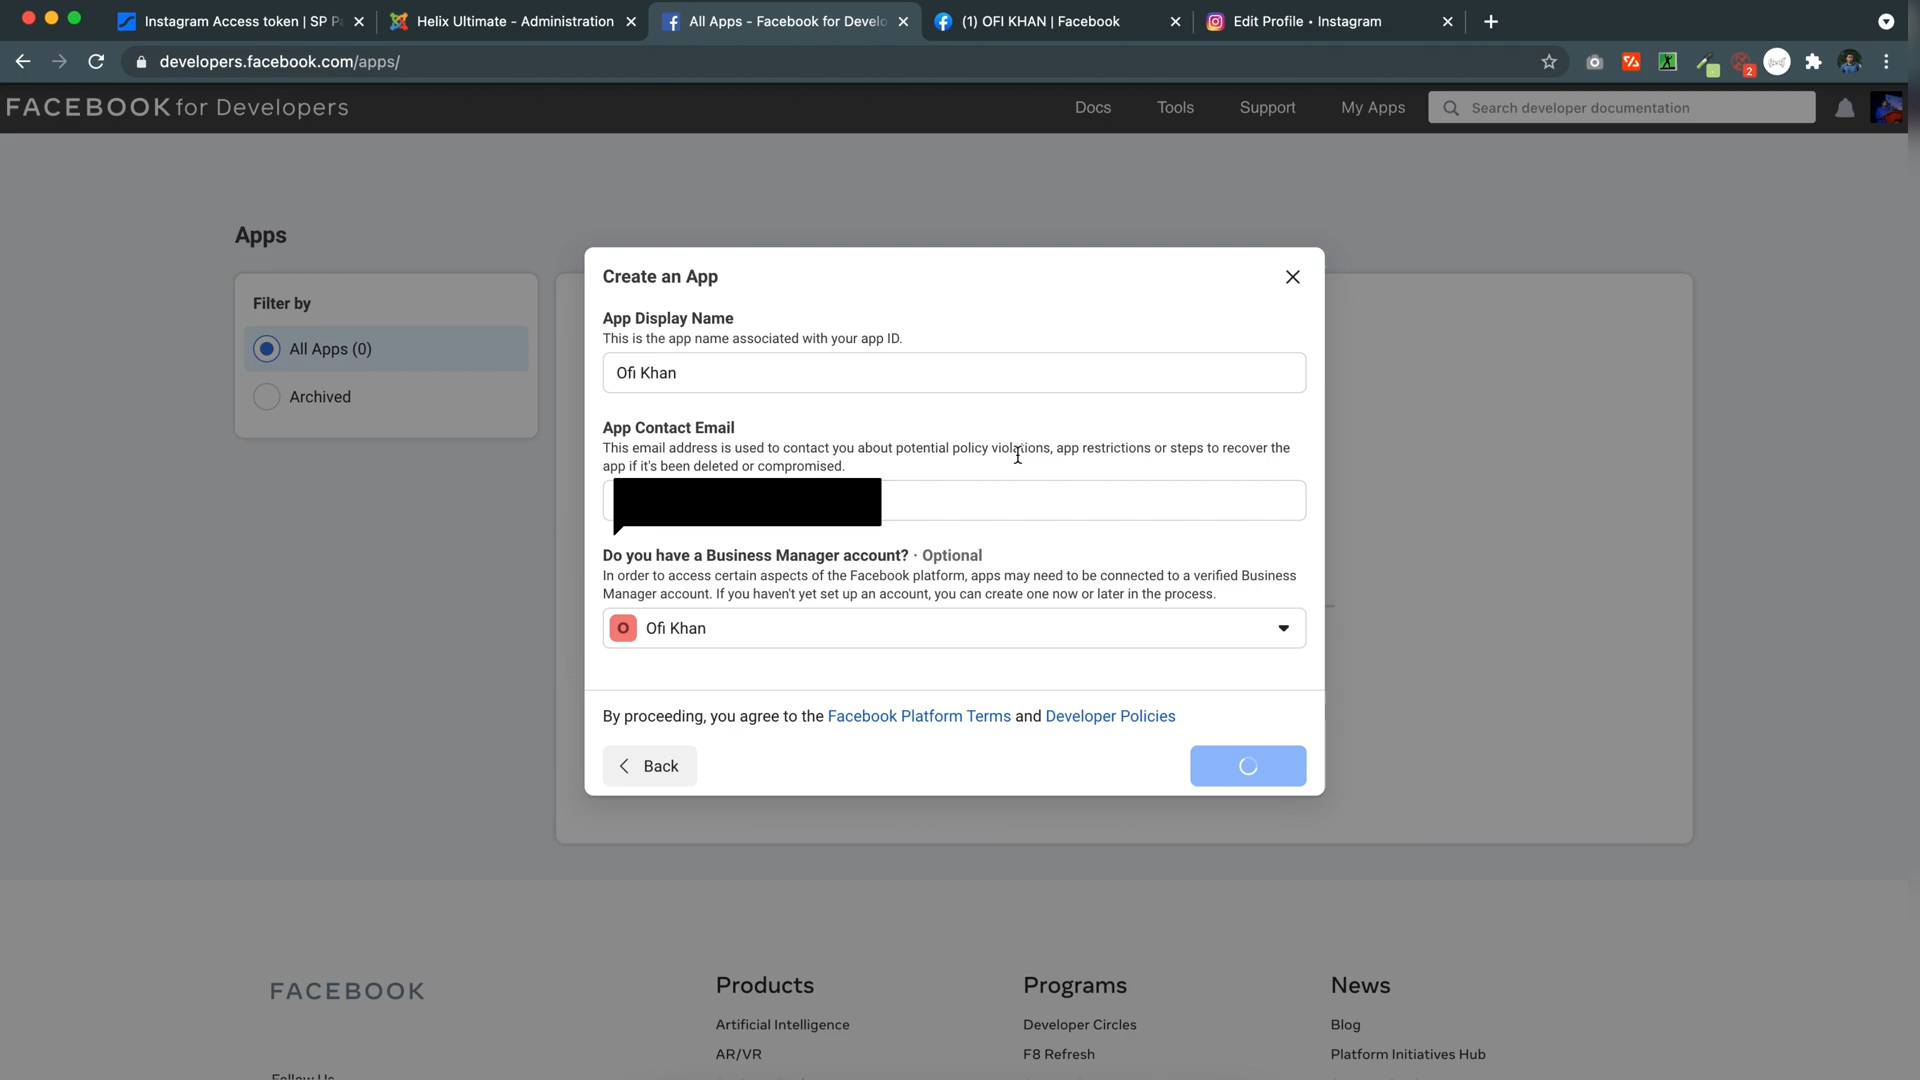 Instagram Access token | SP P
Helix Ultimate - Administration
All Apps - Facebook for Develo
(1) OFI KHAN | Facebook
Edit Profile • Instagram
developers.facebook.com/apps/
2
FACEBOOK for Developers
Docs
Tools
Support
My Apps
Search developer documentation
Apps
Filter by
All Apps (0)
Archived
Create an App
App Display Name
This is the app name associated with your app ID.
Ofi Khan
App Contact Email
This email address is used to contact you about potential policy violations, app restrictions or steps to recover the
app if it's been deleted or compromised.
Do you have a Business Manager account? · Optional
In order to access certain aspects of the Facebook platform, apps may need to be connected to a verified Business
Manager account. If you haven't yet set up an account, you can create one now or later in the process.
O Ofi Khan
By proceeding, you agree to the Facebook Platform Terms and Developer Policies
Back
FACEBOOK
Products
Programs
News
Artificial Intelligence
Developer Circles
Blog
AR/VR
F8 Refresh
Platform Initiatives Hub
Follow Us